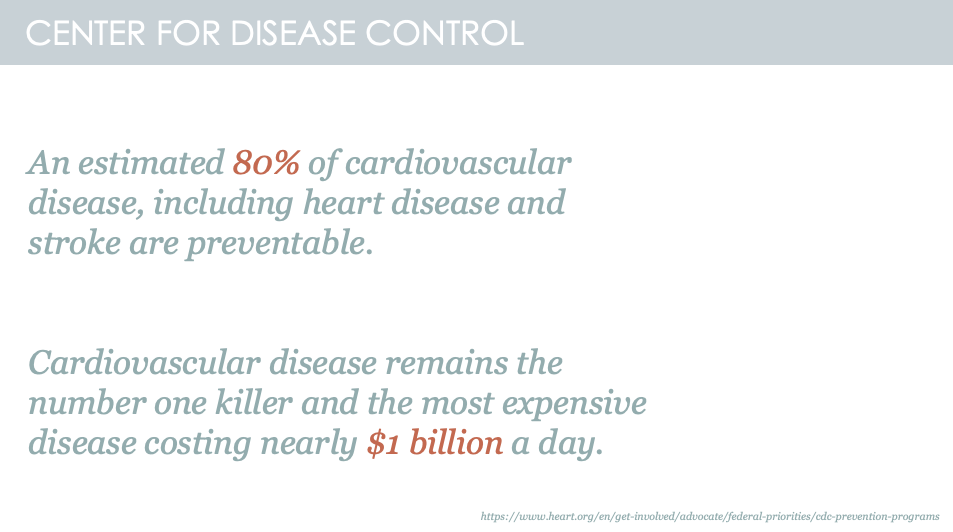 CENTER FOR DISEASE CONTROL
An estimated 80% of cardiovascular
disease, including heart disease and
stroke are preventable.
Cardiovascular disease remains the
number one killer and the most expensive
disease costing nearly $1 billion a day.
https://www.heart.org/en/get-involved/advocate/federal-priorities/cdc-prevention-programs